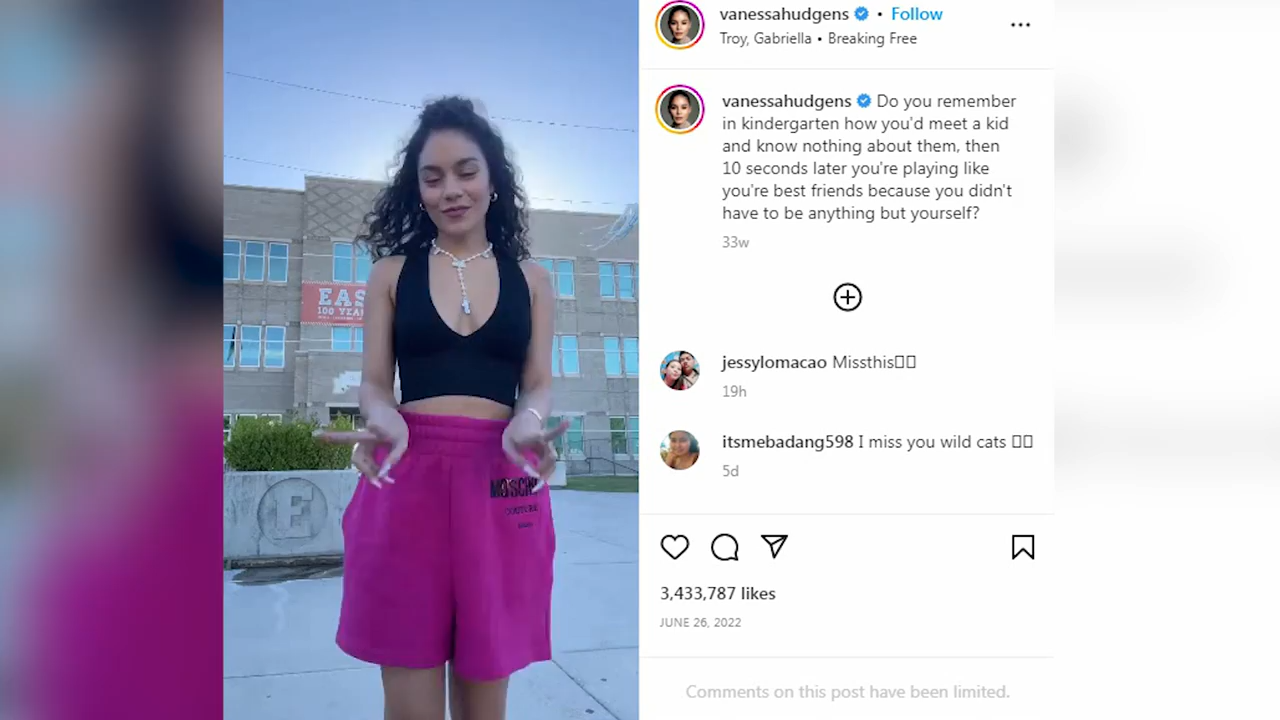 vanessahudgens • Follow
Troy, Gabriella • Breaking Free
vanessahudgens Do you remember
in kindergarten how you'd meet a kid
and know nothing about them, then
10 seconds later you're playing like
you're best friends because you didn't
have to be anything but yourself?
33w
jessylomacao Missthis
19h
itsmebadang598 I miss you wild cats
5d
3,433,787 likes
JUNE 26, 2022
Comments on this post have been limited.
EAS
100 YEA
E
MOSCHI
COUTURE